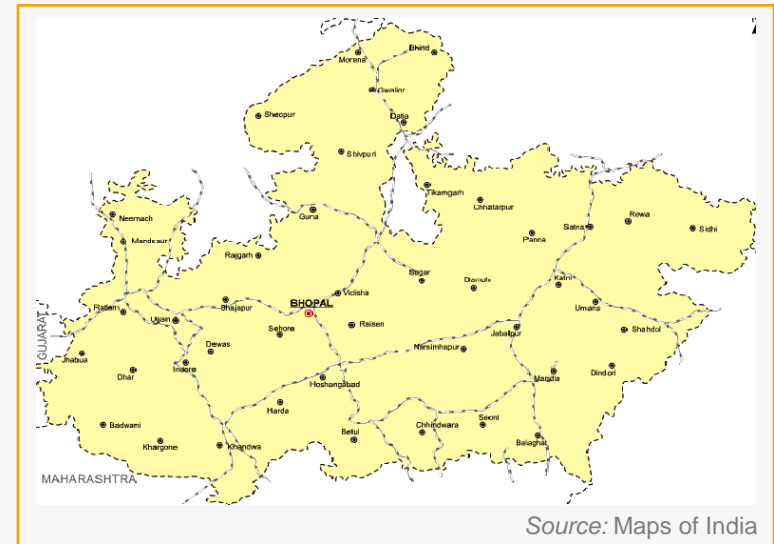 Morena
Bhind
Gwalior
Sheopur
Datia
Shivpuri
Tikamgarh
Chhatarpur
Neemach
Guna
Satna
Rewa
Sidhi
Panna
Mandsaur
Rajgarh
Sagar
Damoh
Katni
Vidisha
BHOPAL
Umaria
Ratlam
Shajapur
Ujjain
Sehore
Raisen
Jabalpur
Shahdol
GUJARAT
Dewas
Narsimhapur
Jhabua
Indore
Dhar
Hoshangabad
Mandla
Dindori
Harda
Badwani
Seoni
Chhindwara
Khargone
Khandwa
Betul
Balaghat
MAHARASHTRA
Source: Maps of India